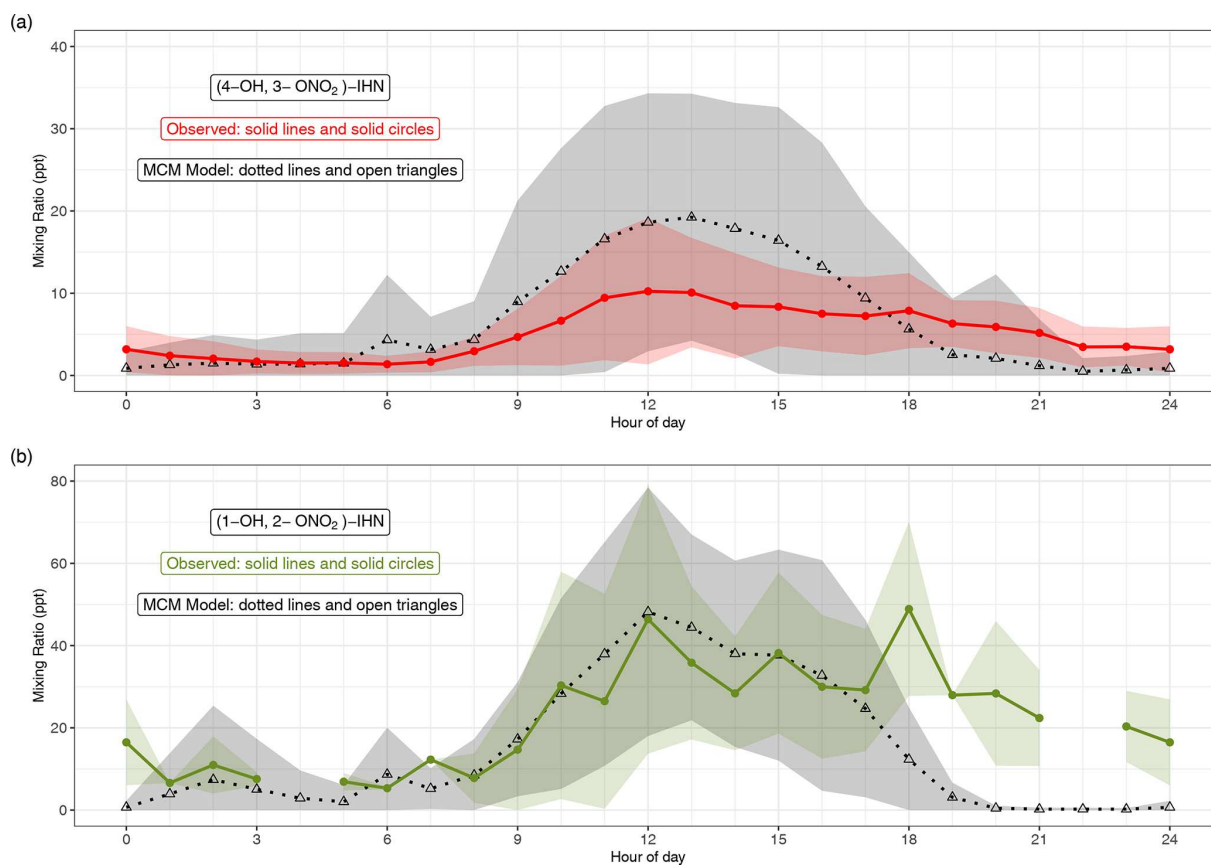 (a)
40
30
20
10
0
Mixing Ratio (ppt)
(4–OH, 3– ONO₂ )–IHN
Observed: solid lines and solid circles
MCM Model: dotted lines and open triangles
0 3 6 9 12 15 18 21 24
Hour of day
(b)
80
60
40
20
0
Mixing Ratio (ppt)
(1–OH, 2– ONO₂ )–IHN
Observed: solid lines and solid circles
MCM Model: dotted lines and open triangles
0 3 6 9 12 15 18 21 24
Hour of day